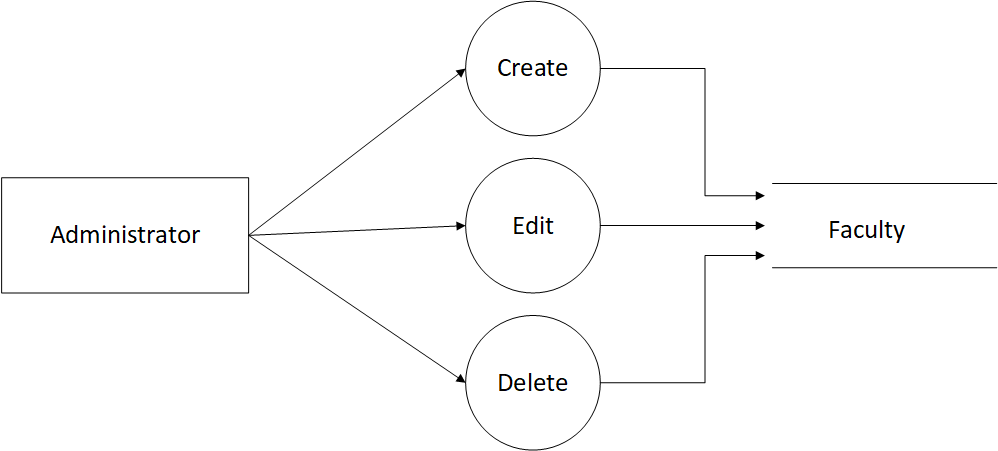 Create
Administrator
Edit
Faculty
Delete